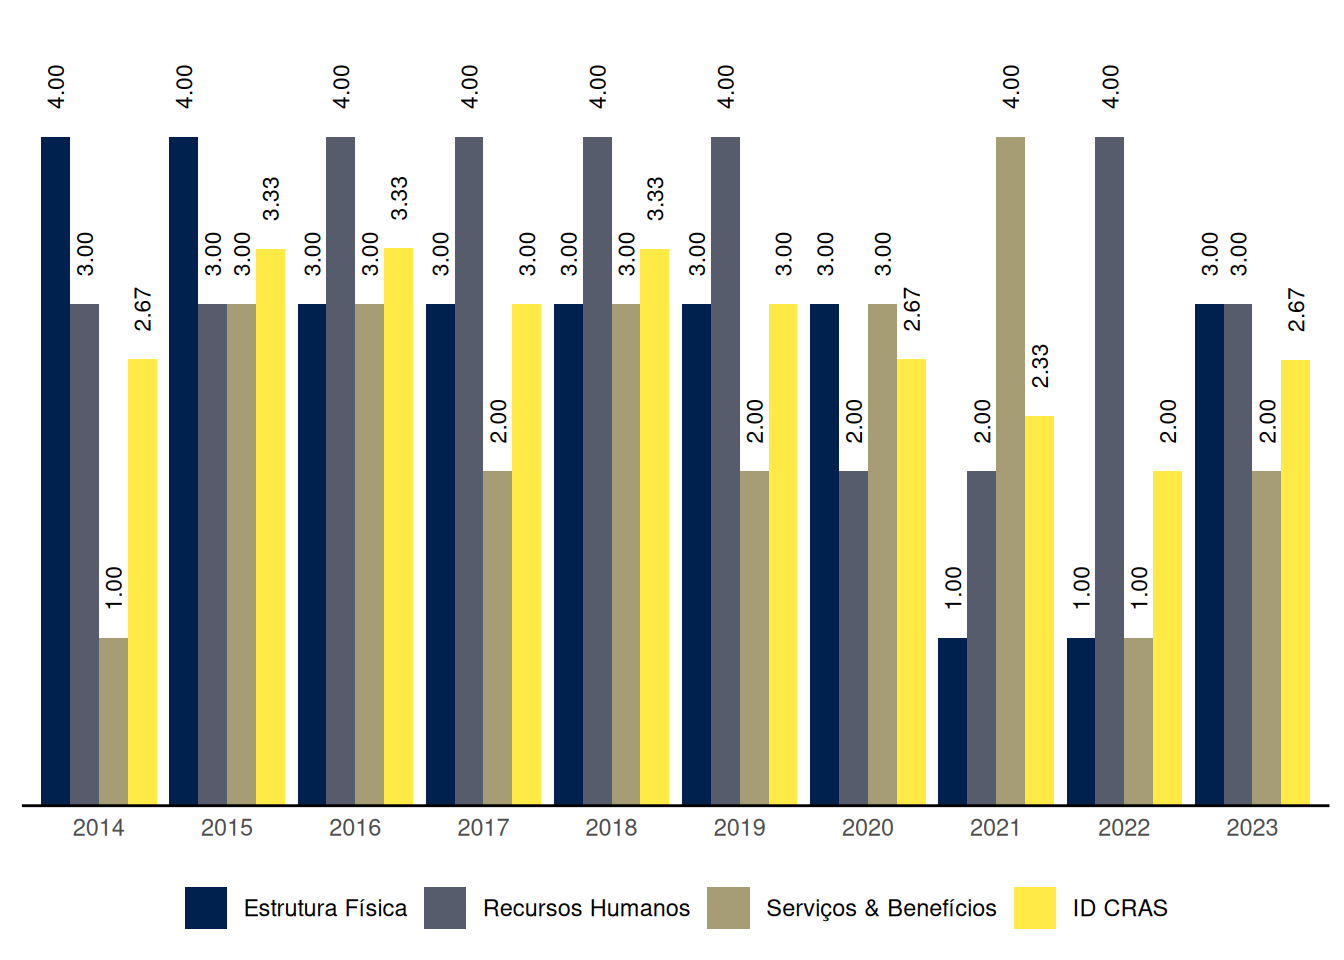 4.00 3.00 1.00 2.67
4.00 3.00 3.00 3.33
3.00 4.00 3.00 3.33
3.00 4.00 2.00 3.00
3.00 4.00 3.00 3.33
3.00 4.00 2.00 3.00
3.00 2.00 3.00 2.67
1.00 2.00 4.00 2.33
1.00 4.00 1.00 2.00
3.00 3.00 2.00 2.67
2014 2015 2016 2017 2018 2019 2020 2021 2022 2023
Estrutura Física Recursos Humanos Serviços & Benefícios ID CRAS